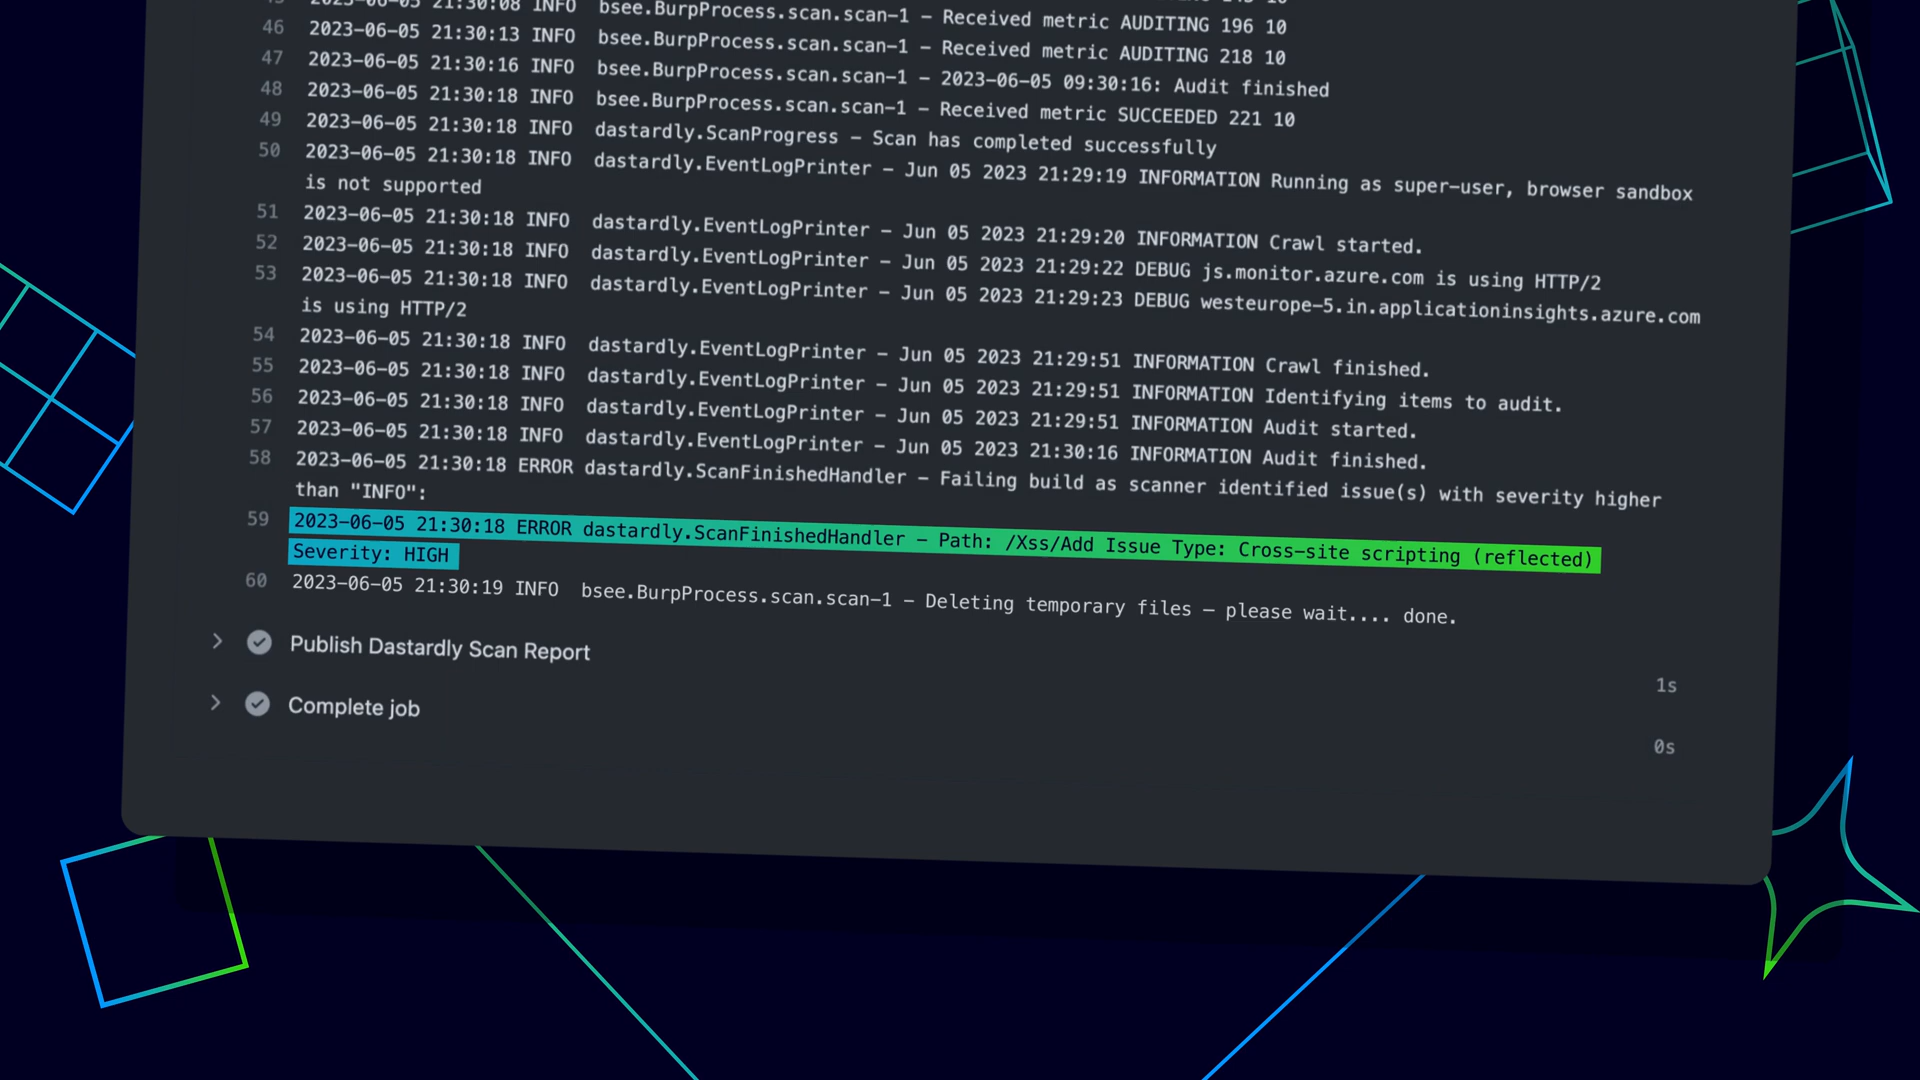 2023-06-05 21:30:08 INFO  bsee.BurpProcess.scan.scan-1 - Received metric AUDITING
46 2023-06-05 21:30:13 INFO  bsee.BurpProcess.scan.scan-1 - Received metric AUDITING 196 10
47 2023-06-05 21:30:16 INFO  bsee.BurpProcess.scan.scan-1 - Received metric AUDITING 218 10
48 2023-06-05 21:30:18 INFO  bsee.BurpProcess.scan.scan-1 - 2023-06-05 09:30:16: Audit finished
49 2023-06-05 21:30:18 INFO  bsee.BurpProcess.scan.scan-1 - Received metric SUCCEEDED 221 10
50 2023-06-05 21:30:18 INFO  dastardly.ScanProgress - Scan has completed successfully
dastardly.EventLogPrinter - Jun 05 2023 21:29:19 INFORMATION Running as super-user, browser sandbox
is not supported
51 2023-06-05 21:30:18 INFO  dastardly.EventLogPrinter - Jun 05 2023 21:29:20 INFORMATION Crawl started.
52 2023-06-05 21:30:18 INFO  dastardly.EventLogPrinter - Jun 05 2023 21:29:22 DEBUG js.monitor.azure.com is using HTTP/2
53 2023-06-05 21:30:18 INFO  dastardly.EventLogPrinter - Jun 05 2023 21:29:23 DEBUG westeurope-5.in.applicationinsights.azure.com
is using HTTP/2
54 2023-06-05 21:30:18 INFO  dastardly.EventLogPrinter - Jun 05 2023 21:29:51 INFORMATION Crawl finished.
55 2023-06-05 21:30:18 INFO  dastardly.EventLogPrinter - Jun 05 2023 21:29:51 INFORMATION Identifying items to audit.
56 2023-06-05 21:30:18 INFO  dastardly.EventLogPrinter - Jun 05 2023 21:29:51 INFORMATION Audit started.
57 2023-06-05 21:30:18 INFO  dastardly.EventLogPrinter - Jun 05 2023 21:30:16 INFORMATION Audit finished.
58 2023-06-05 21:30:18 ERROR dastardly.ScanFinishedHandler - Failing build as scanner identified issue(s) with severity higher
than "INFO":
59 2023-06-05 21:30:18 ERROR dastardly.ScanFinishedHandler - Path: /Xss/Add Issue Type: Cross-site scripting (reflected)
Severity: HIGH
60 2023-06-05 21:30:19 INFO  bsee.BurpProcess.scan.scan-1 - Deleting temporary files - please wait.... done.
Publish Dastardly Scan Report
1s
Complete job
0s